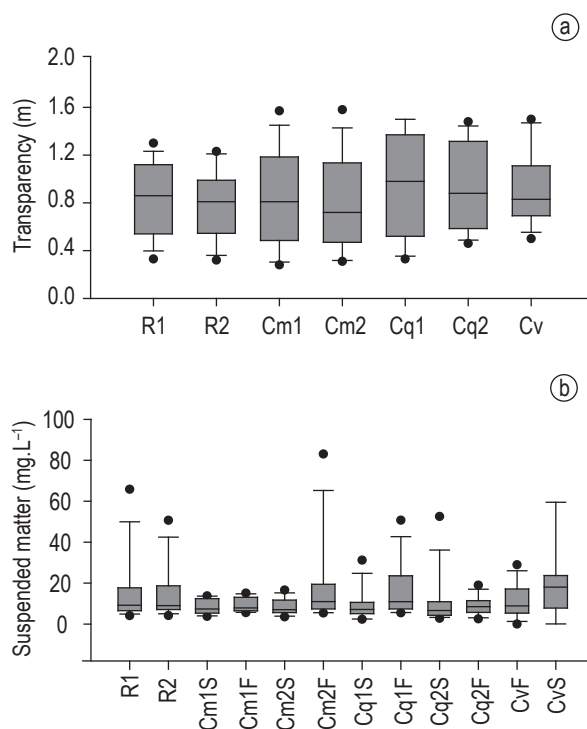 a
Transparency (m)
2.0
1.6
1.2
0.8
0.4
0.0
R1 R2 Cm1 Cm2 Cq1 Cq2 Cv
b
Suspended matter (mg.L⁻¹)
100
80
60
40
20
0
R1 R2 Cm1S Cm1F Cm2S Cm2F Cq1S Cq1F Cq2S Cq2F CvF CvS